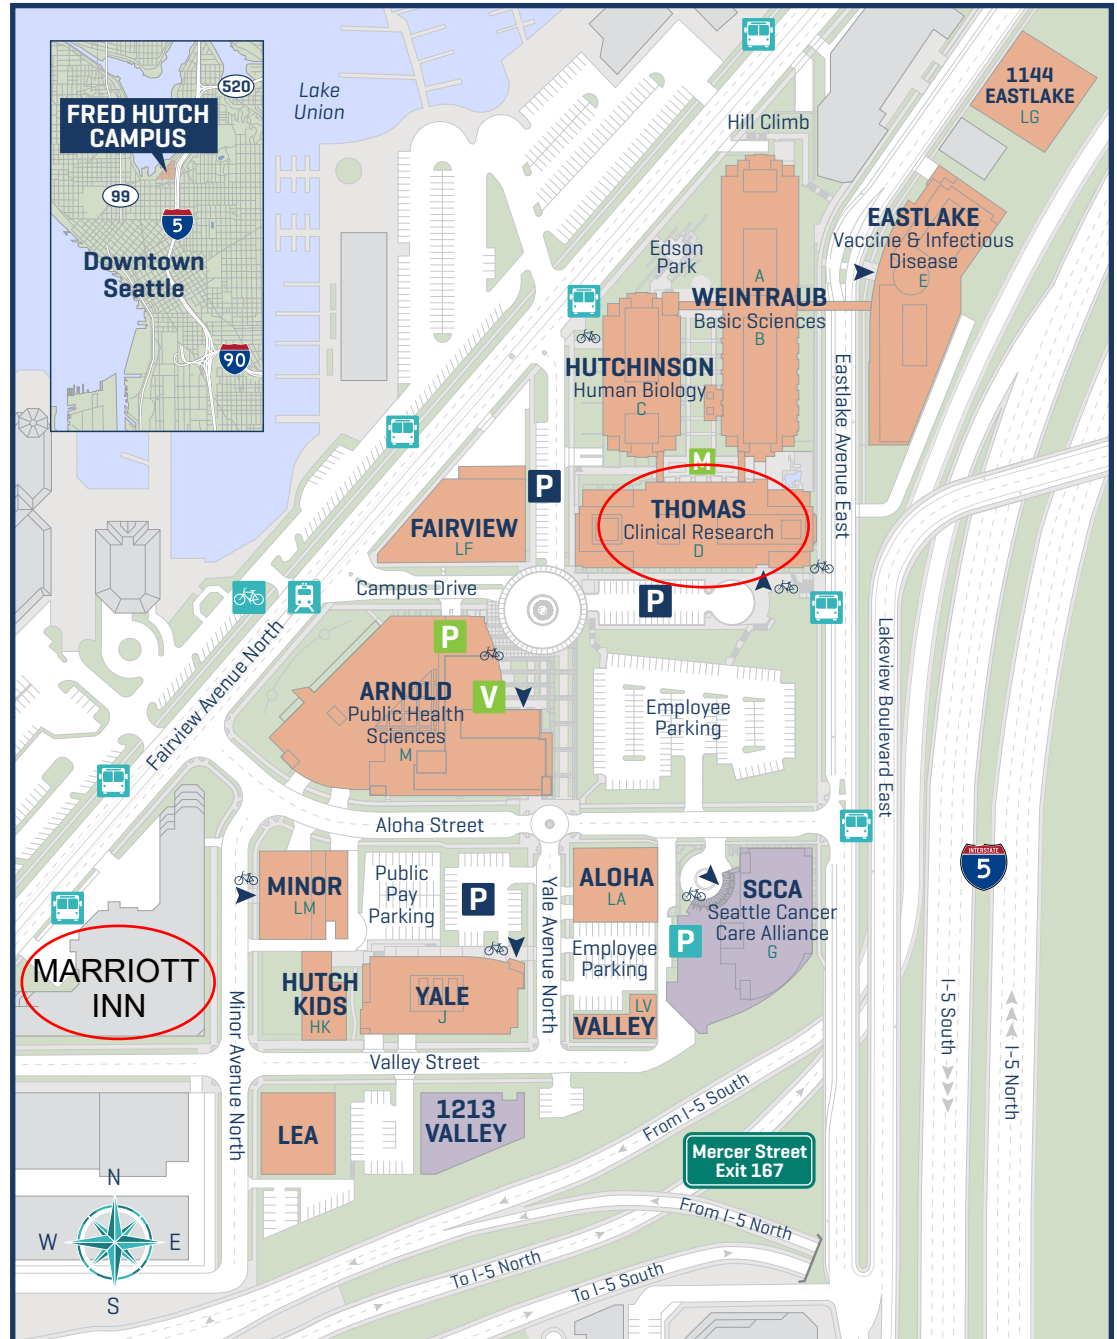 520
FRED HUTCH
CAMPUS
99
5
Downtown
Seattle
90
Lake
Union
1144
EASTLAKE
LG
Hill Climb
EASTLAKE
Vaccine & Infectious
Disease
E
Edson
Park
A
WEINTRAUB
Basic Sciences
B
HUTCHINSON
Human Biology
C
Eastlake Avenue East
M
P
THOMAS
Clinical Research
D
FAIRVIEW
LF
Campus Drive
P
P
Fairview Avenue North
ARNOLD
Public Health
Sciences
M
V
Employee
Parking
Lakeview Boulevard East
Aloha Street
INTERSTATE
5
MINOR
LM
Public
Pay
Parking
P
ALOHA
LA
SCCA
Seattle Cancer
Care Alliance
G
P
Employee
Parking
Yale Avenue North
MARRIOTT
INN
HUTCH
KIDS
HK
YALE
J
LV
VALLEY
Minor Avenue North
Valley Street
I-5 South
I-5 North
LEA
1213
VALLEY
From I-5 South
Mercer Street
Exit 167
From I-5 North
To I-5 North
To I-5 South
N
W
E
S